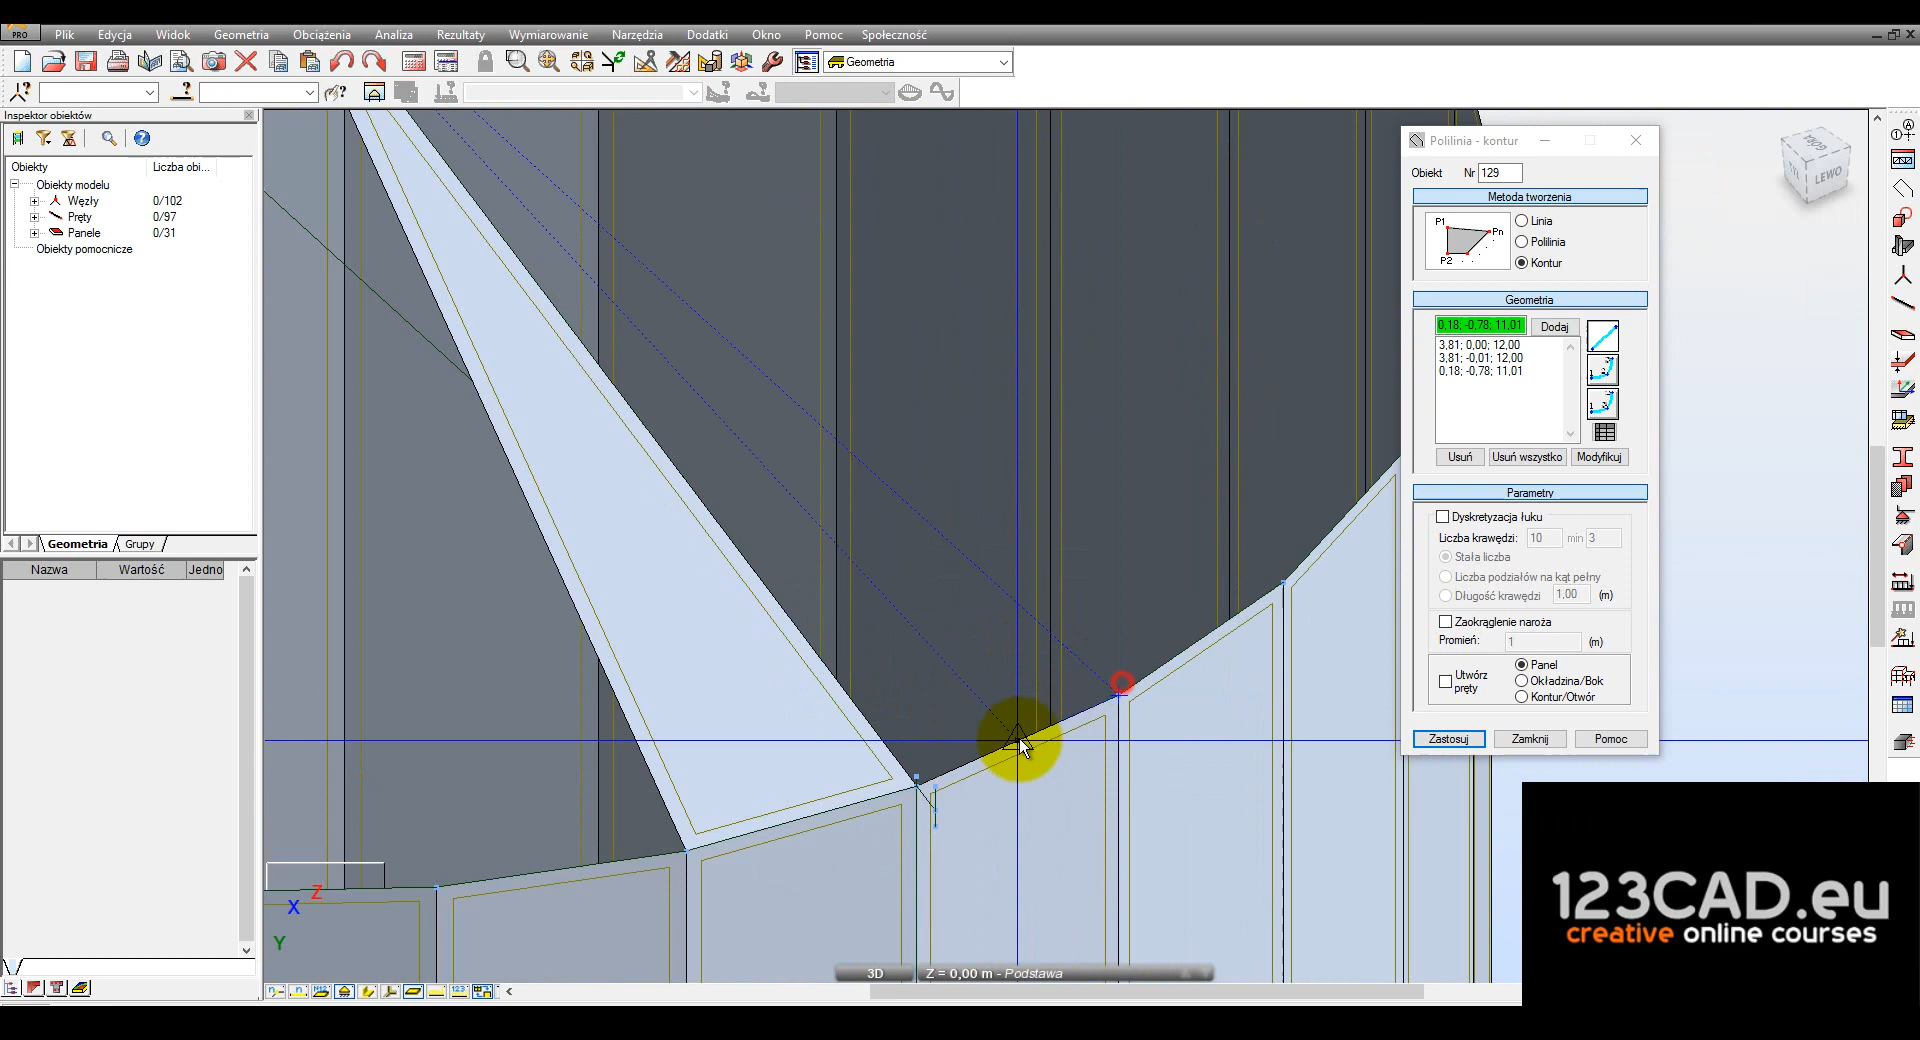 PRO Plik Edycja Widok Geometria Obciążenia Analiza Rezultaty Wymiarowanie Narzędzia Dodatki Okno Pomoc Społeczność
Geometria
Inspektor obiektów
Obiekty Liczba obi...
Obiekty modelu
Węzły 0/102
Pręty 0/97
Panele 0/31
Obiekty pomocnicze
Geometria Grupy
Nazwa Wartość Jedno
Polilinia - kontur
Obiekt Nr 129
Metoda tworzenia
P1 Pn P2
Linia
Polilinia
Kontur
Geometria
0,18; -0,78; 11,01 Dodaj
3,81; 0,00; 12,00
3,81; -0,01; 12,00
0,18; -0,78; 11,01
Usuń Usuń wszystko Modyfikuj
Parametry
Dyskretyzacja łuku
Liczba krawędzi: 10 min 3
Stała liczba
Liczba podziałów na kąt pełny
Długość krawędzi 1,00 (m)
Zaokrąglenie naroża
Promień: 1 (m)
Utwórz pręty
Panel
Okładzina/Bok
Kontur/Otwór
Zastosuj Zamknij Pomoc
GÓRA
LEWO
Z
X
Y
3D Z = 0,00 m - Podstawa
123CAD.eu
creative online courses